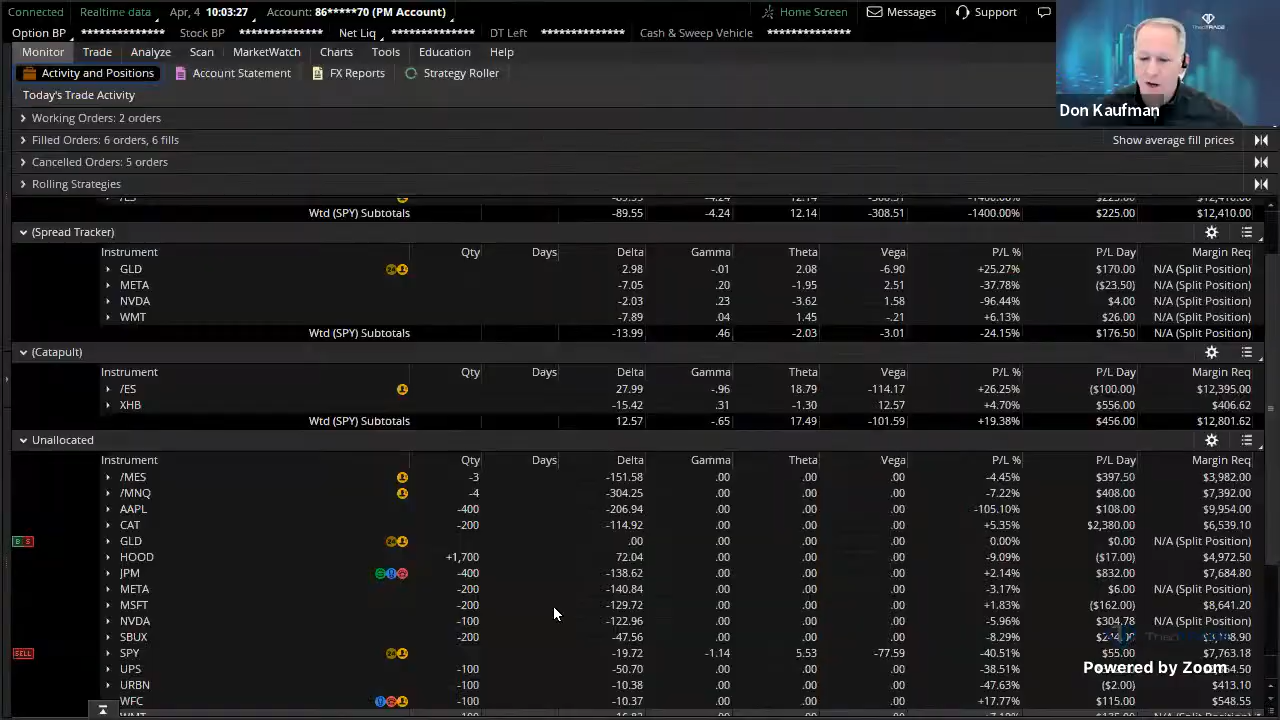 Connected Realtime data Apr, 4 10:03:27 Account: 86*****70 (PM Account) Home Screen Messages Support
Option BP ************** Stock BP ************** Net Liq ************** DT Left ************** Cash & Sweep Vehicle **************
Monitor Trade Analyze Scan MarketWatch Charts Tools Education Help
Activity and Positions Account Statement FX Reports Strategy Roller
Today's Trade Activity
Don Kaufman
Working Orders: 2 orders
Filled Orders: 6 orders, 6 fills Show average fill prices
Cancelled Orders: 5 orders
Rolling Strategies
/ES -89.55 -4.24 12.14 -308.51 -1400.00% $225.00 $12,410.00
Wtd (SPY) Subtotals -89.55 -4.24 12.14 -308.51 -1400.00% $225.00 $12,410.00
(Spread Tracker)
Instrument Qty Days Delta Gamma Theta Vega P/L % P/L Day Margin Req
GLD 2.98 -.01 2.08 -6.90 +25.27% $170.00 N/A (Split Position)
META -7.05 .20 -1.95 2.51 -37.78% ($23.50) N/A (Split Position)
NVDA -2.03 .23 -3.62 1.58 -96.44% $4.00 N/A (Split Position)
WMT -7.89 .04 1.45 -.21 +6.13% $26.00 N/A (Split Position)
Wtd (SPY) Subtotals -13.99 .46 -2.03 -3.01 -24.15% $176.50 N/A (Split Position)
(Catapult)
Instrument Qty Days Delta Gamma Theta Vega P/L % P/L Day Margin Req
/ES 27.99 -.96 18.79 -114.17 +26.25% ($100.00) $12,395.00
XHB -15.42 .31 -1.30 12.57 +4.70% $556.00 $406.62
Wtd (SPY) Subtotals 12.57 -.65 17.49 -101.59 +19.38% $456.00 $12,801.62
Unallocated
Instrument Qty Days Delta Gamma Theta Vega P/L % P/L Day Margin Req
/MES -3 -151.58 .00 .00 .00 -4.45% $397.50 $3,982.00
/MNQ -4 -304.25 .00 .00 .00 -7.22% $408.00 $7,392.00
AAPL -400 -206.94 .00 .00 .00 -105.10% $108.00 $9,954.00
CAT -200 -114.92 .00 .00 .00 +5.35% $2,380.00 $6,539.10
B S GLD .00 .00 .00 .00 0.00% $0.00 N/A (Split Position)
HOOD +1,700 72.04 .00 .00 .00 -9.09% ($17.00) $4,972.50
JPM -400 -138.62 .00 .00 .00 +2.14% $832.00 $7,684.80
META -200 -140.84 .00 .00 .00 -3.17% $6.00 N/A (Split Position)
MSFT -200 -129.72 .00 .00 .00 +1.83% ($162.00) $8,641.20
NVDA -100 -122.96 .00 .00 .00 -5.96% $304.78 N/A (Split Position)
SBUX -200 -47.56 .00 .00 .00 -8.29%
SELL SPY -19.72 -1.14 5.53 -77.59 -40.51% $55.00 $7,763.18
UPS -100 -50.70 .00 .00 .00 -38.51%
Powered by Zoom
URBN -100 -10.38 .00 .00 .00 -47.63% ($2.00) $413.10
WFC -100 -10.37 .00 .00 .00 +17.77% $115.00 $548.55